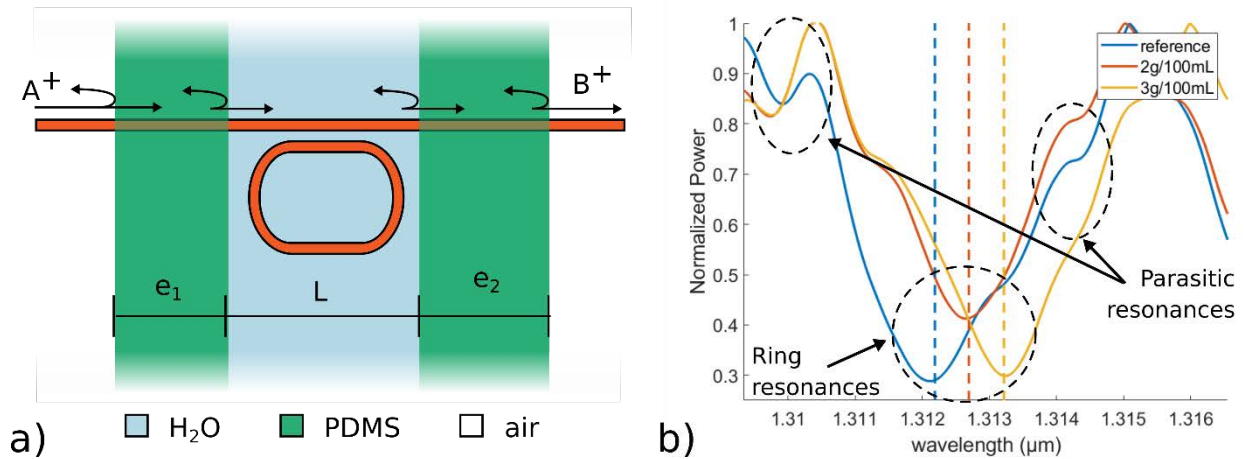 A+
B+
e1
L
e2
H2O
PDMS
air
a)
Normalized Power
1
0.9
0.8
0.7
0.6
0.5
0.4
0.3
reference
2g/100mL
3g/100mL
Parasitic
resonances
Ring
resonances
1.31
1.311
1.312
1.313
1.314
1.315
1.316
wavelength (μm)
b)